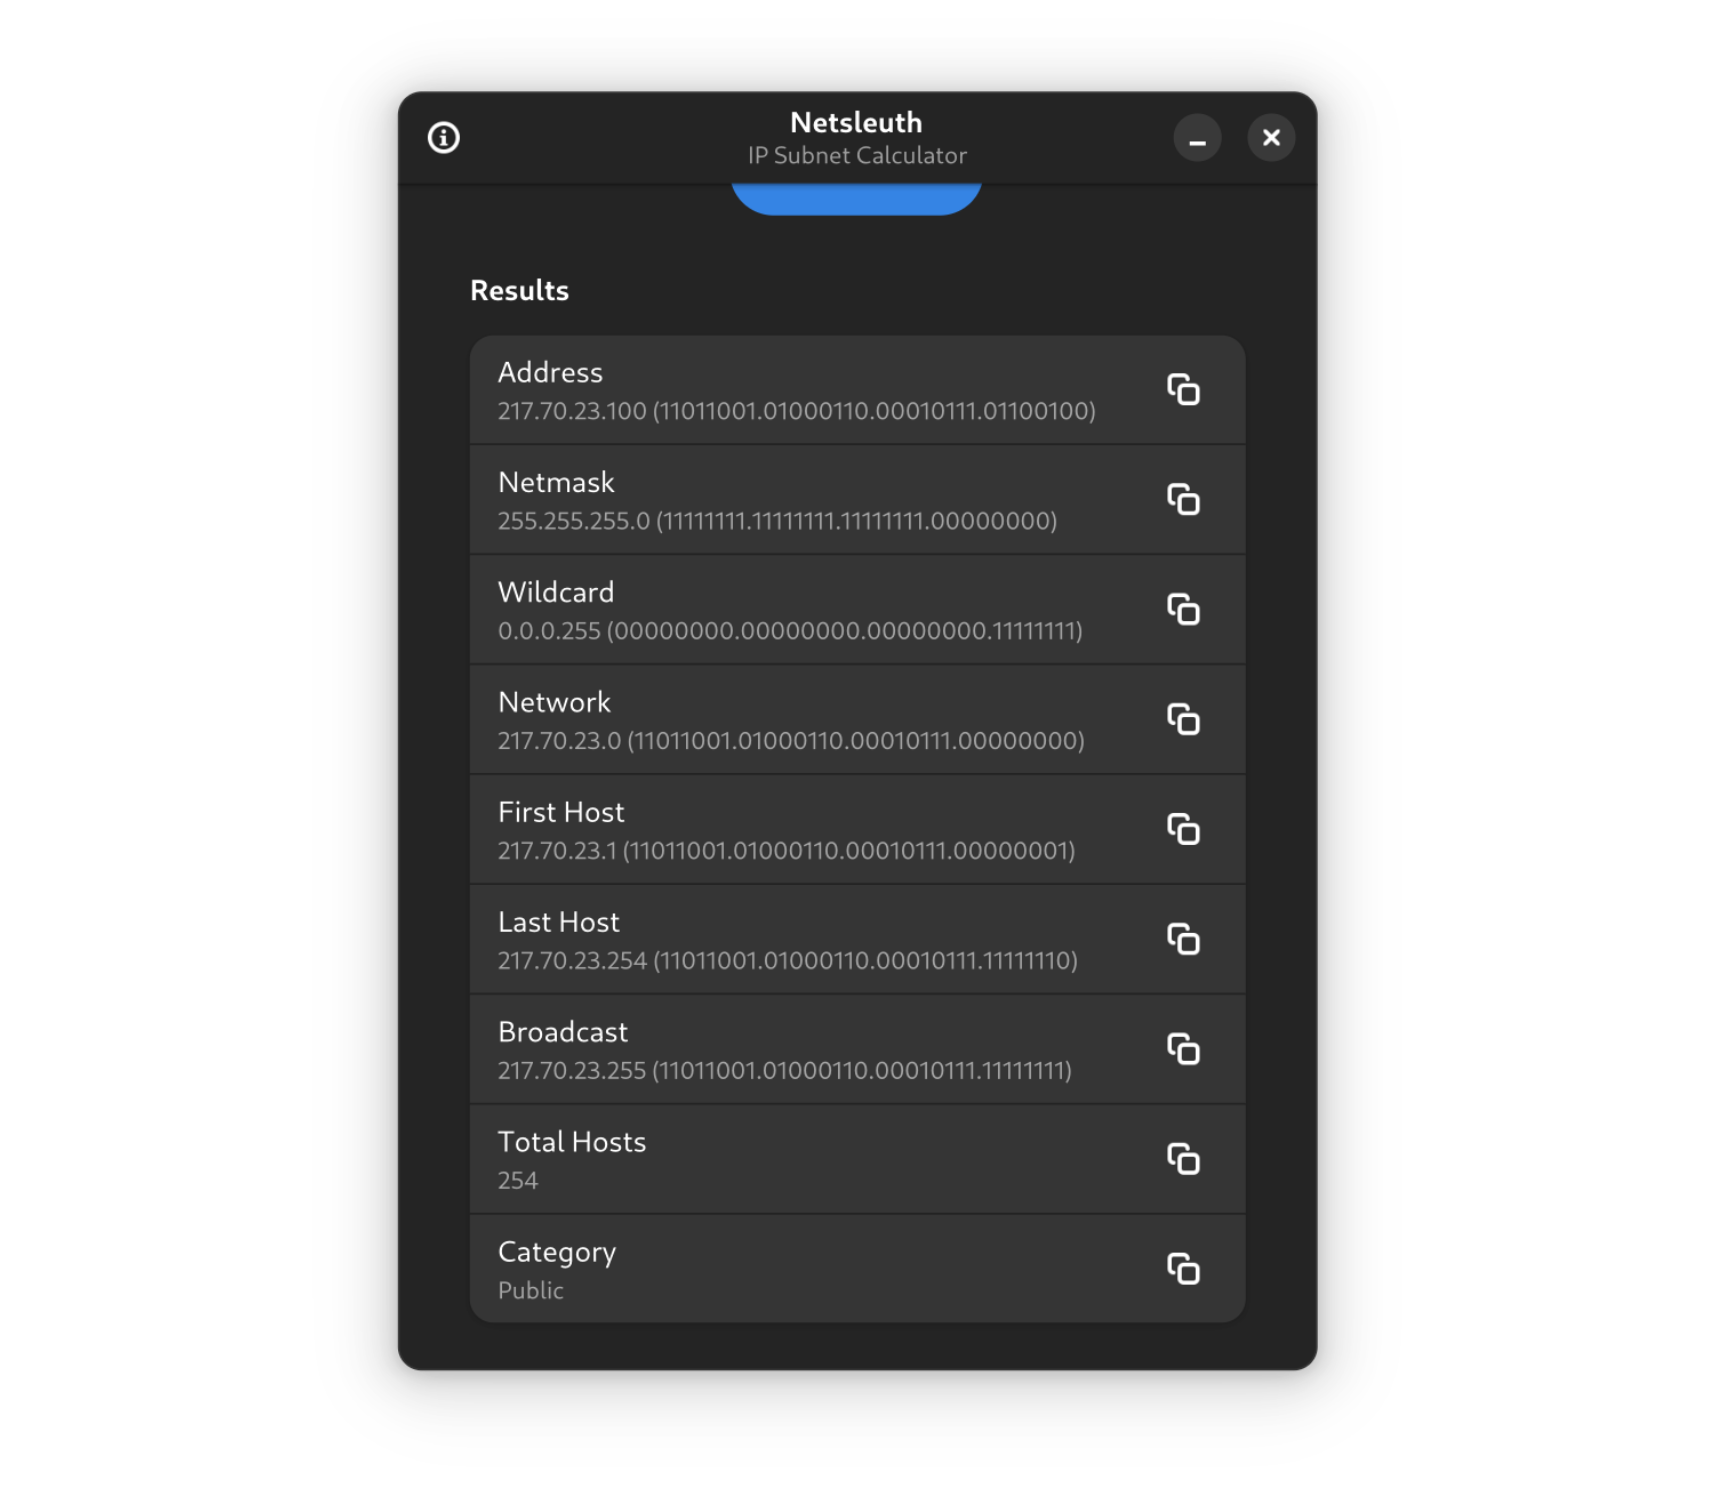 Netsleuth
IP Subnet Calculator
Results
Address
217.70.23.100 (11011001.01000110.00010111.01100100)
Netmask
255.255.255.0 (11111111.11111111.11111111.00000000)
Wildcard
0.0.0.255 (00000000.00000000.00000000.11111111)
Network
217.70.23.0 (11011001.01000110.00010111.00000000)
First Host
217.70.23.1 (11011001.01000110.00010111.00000001)
Last Host
217.70.23.254 (11011001.01000110.00010111.11111110)
Broadcast
217.70.23.255 (11011001.01000110.00010111.11111111)
Total Hosts
254
Category
Public